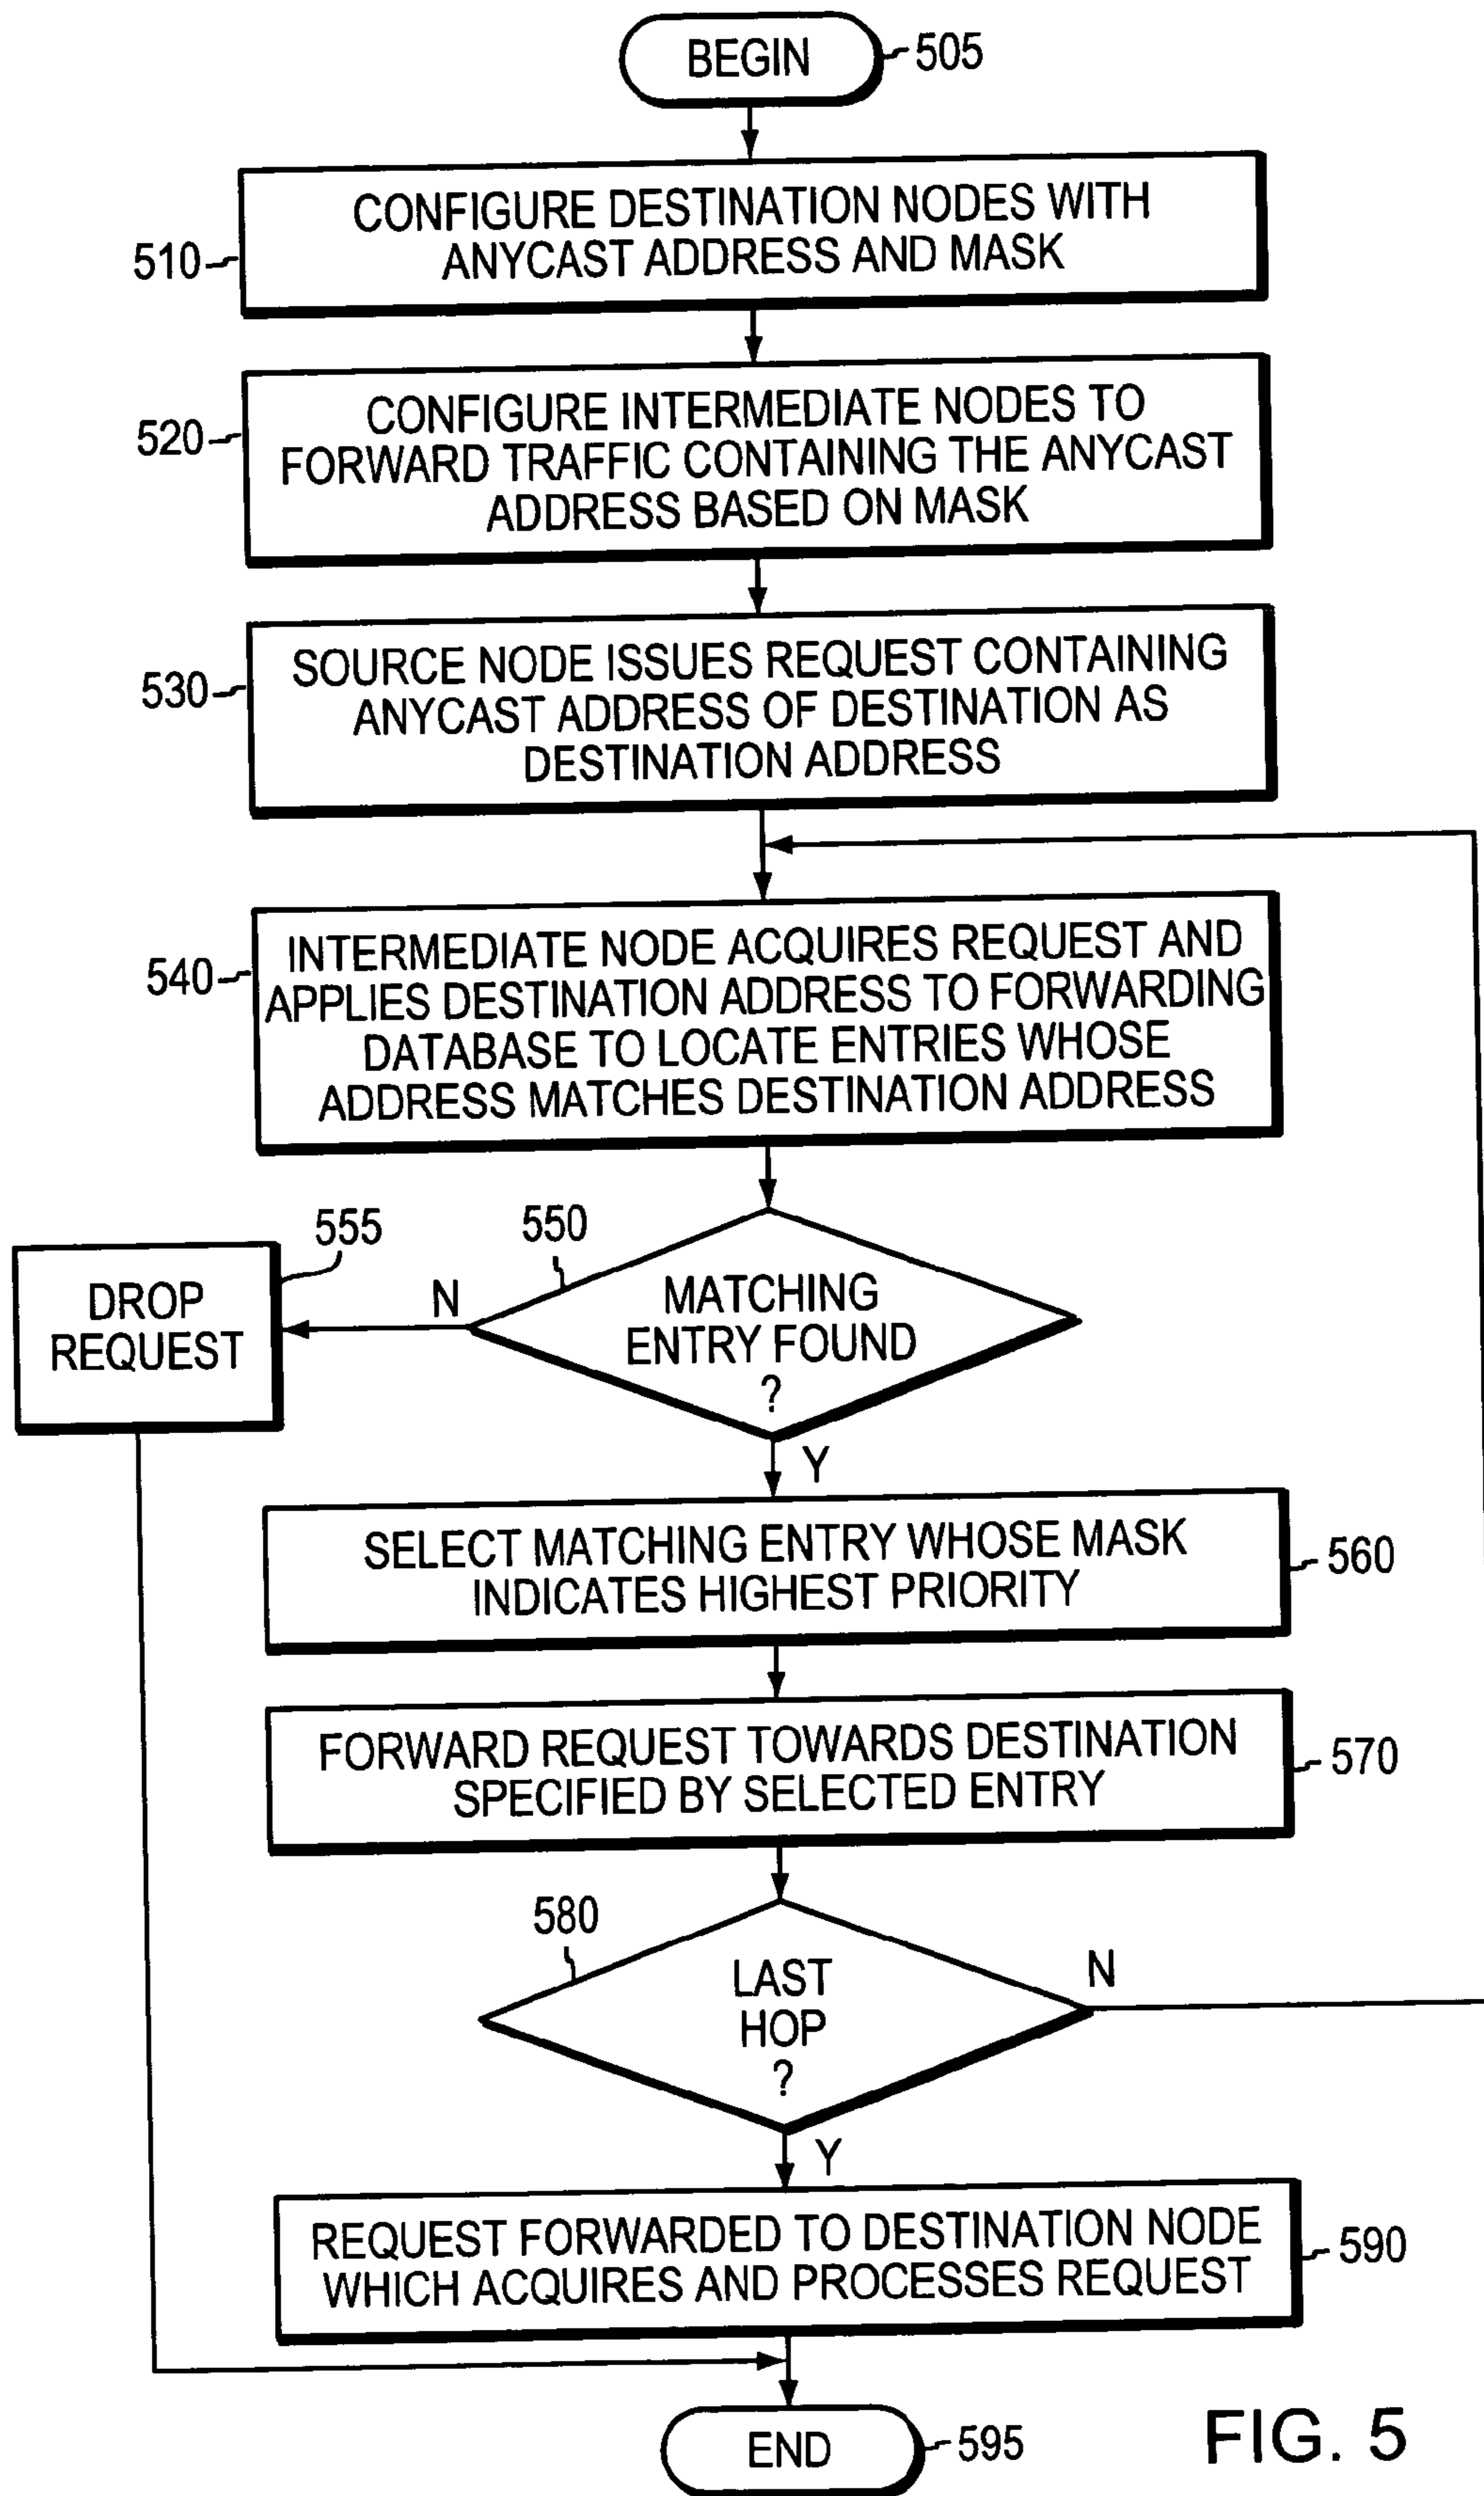 BEGIN
505
CONFIGURE DESTINATION NODES WITH
ANYCAST ADDRESS AND MASK
510
CONFIGURE INTERMEDIATE NODES TO
FORWARD TRAFFIC CONTAINING THE ANYCAST
ADDRESS BASED ON MASK
520
SOURCE NODE ISSUES REQUEST CONTAINING
ANYCAST ADDRESS OF DESTINATION AS
DESTINATION ADDRESS
530
INTERMEDIATE NODE ACQUIRES REQUEST AND
APPLIES DESTINATION ADDRESS TO FORWARDING
DATABASE TO LOCATE ENTRIES WHOSE
ADDRESS MATCHES DESTINATION ADDRESS
540
555
550
DROP
REQUEST
N
MATCHING
ENTRY FOUND
?
Y
SELECT MATCHING ENTRY WHOSE MASK
INDICATES HIGHEST PRIORITY
560
FORWARD REQUEST TOWARDS DESTINATION
SPECIFIED BY SELECTED ENTRY
570
580
LAST
HOP
?
N
Y
REQUEST FORWARDED TO DESTINATION NODE
WHICH ACQUIRES AND PROCESSES REQUEST
590
END
595
FIG. 5